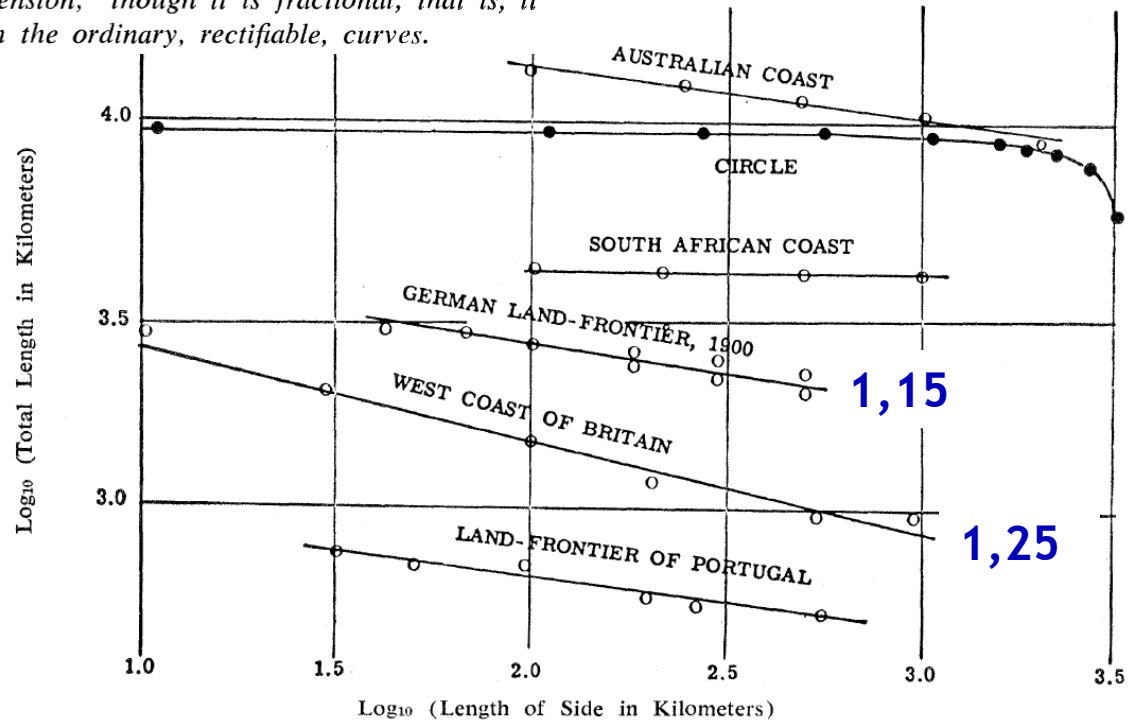 ension," though it is fractional, that is, it
n the ordinary, rectifiable, curves.
AUSTRALIAN COAST
4.0
CIRCLE
SOUTH AFRICAN COAST
GERMAN LAND-FRONTIER, 1900
3.5
1,15
WEST COAST OF BRITAIN
3.0
1,25
LAND-FRONTIER OF PORTUGAL
1.0 1.5 2.0 2.5 3.0 3.5
Log₁₀ (Length of Side in Kilometers)
Log₁₀ (Total Length in Kilometers)